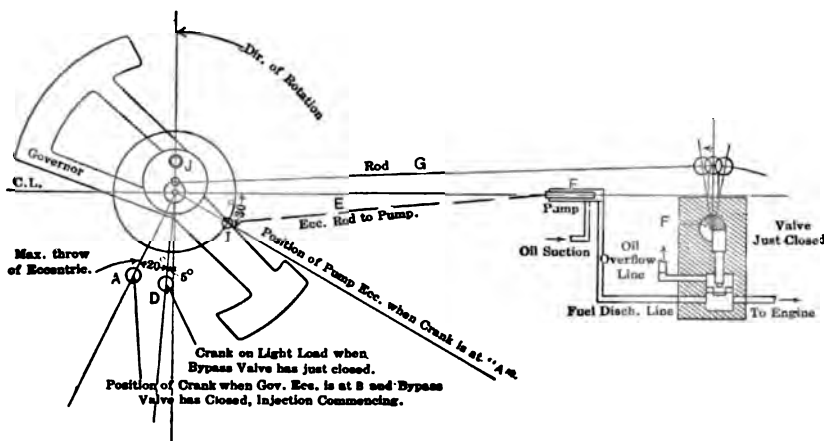 Dir. of Rotation
Governor
J
C.L.
Rod G
E
Ecc. Rod to Pump.
30°
I
F
Pump
Oil Suction
F
Valve
Just Closed
Oil
Overflow
Line
Fuel Disch. Line
To Engine
Max. throw
of Eccentric.
20°
5°
A
D
Position of Pump Ecc. when Crank is at "A".
Crank on Light Load when
Bypass Valve has just closed.
Position of Crank when Gov. Ecc. is at B and Bypass
Valve has Closed, Injection Commencing.